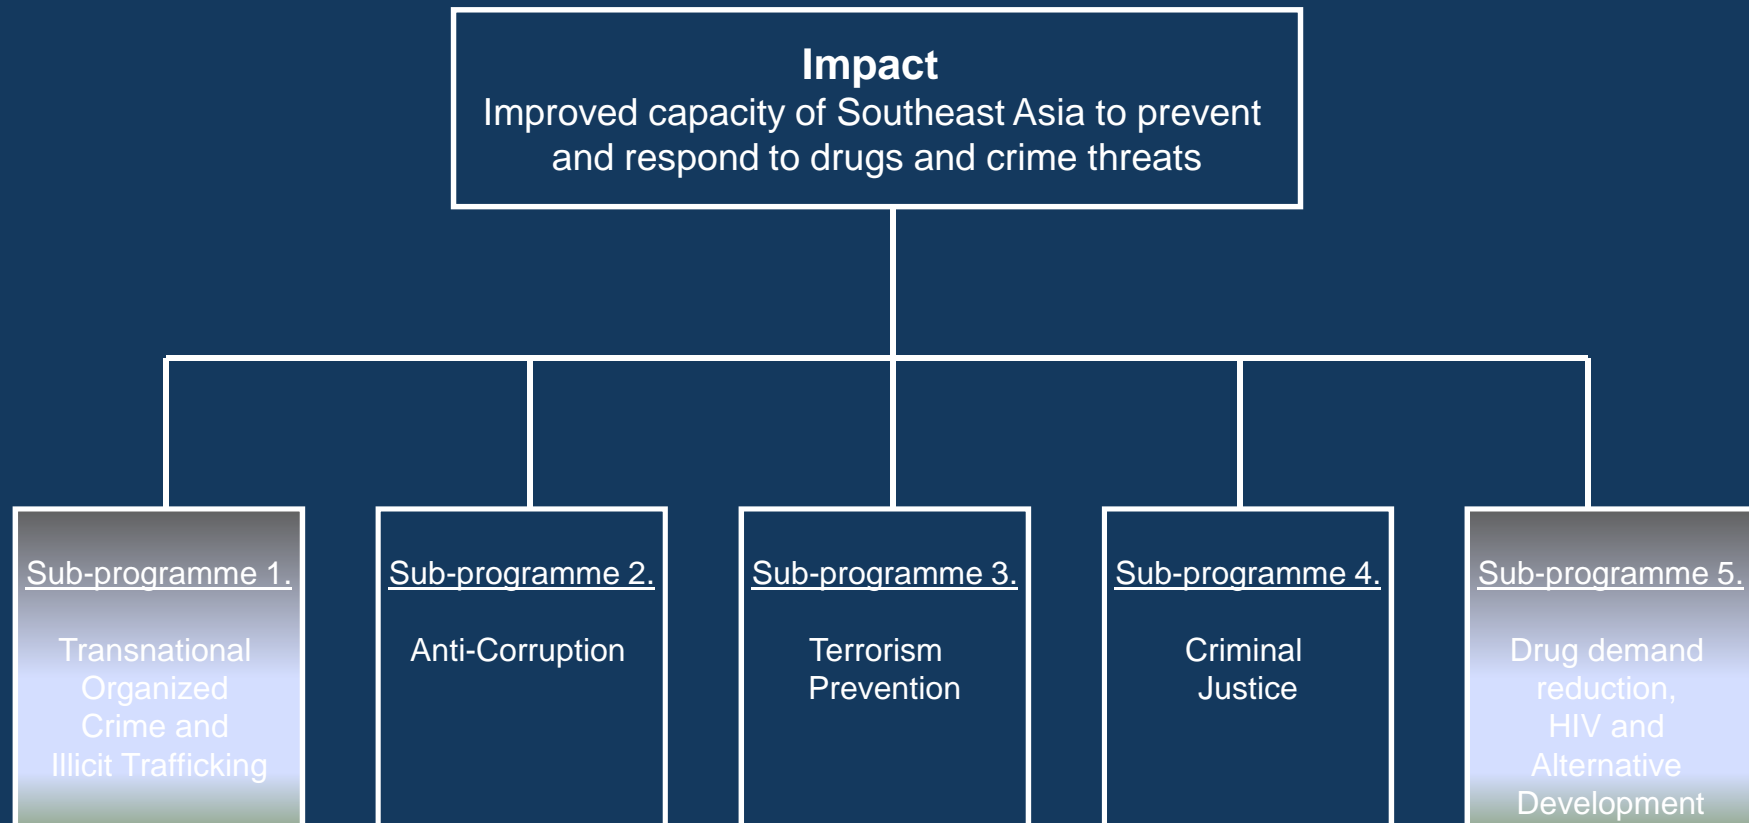 Impact
Improved capacity of Southeast Asia to prevent
and respond to drugs and crime threats
Sub-programme 1.
Transnational
Organized
Crime and
Illicit Trafficking
Sub-programme 2.
Anti-Corruption
Sub-programme 3.
Terrorism
Prevention
Sub-programme 4.
Criminal
Justice
Sub-programme 5.
Drug demand
reduction,
HIV and
Alternative
Development